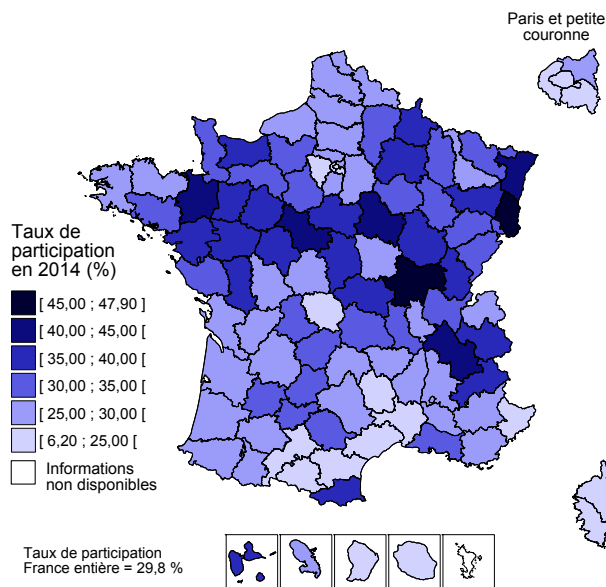 Paris et petite
couronne
Taux de
participation
en 2014 (%)
[ 45,00 ; 47,90 ]
[ 40,00 ; 45,00 [
[ 35,00 ; 40,00 [
[ 30,00 ; 35,00 [
[ 25,00 ; 30,00 [
[ 6,20 ; 25,00 [
Informations
non disponibles
Taux de participation
France entière = 29,8 %